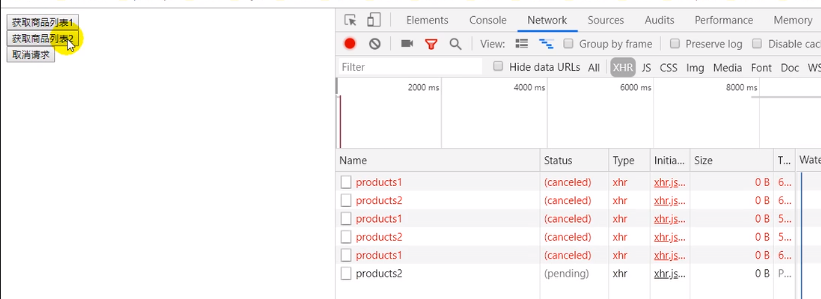 获取商品列表1
获取商品列表2
取消请求
Elements Console Network Sources Audits Performance Memory
View: Group by frame Preserve log Disable cac
Filter Hide data URLs All XHR JS CSS Img Media Font Doc WS
2000 ms 4000 ms 6000 ms 8000 ms
Name Status Type Initia... Size T... Wate
products1 (canceled) xhr xhr.js... 0 B 6...
products2 (canceled) xhr xhr.js... 0 B 6...
products1 (canceled) xhr xhr.js... 0 B 5...
products2 (canceled) xhr xhr.js... 0 B 5...
products1 (canceled) xhr xhr.js... 0 B 6...
products2 (pending) xhr xhr.js... 0 B P...